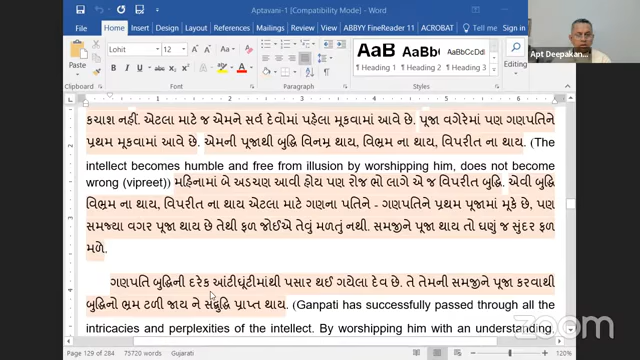 Aptavani-1 [Compatibility Mode] - Word
File
Home
Insert
Design
Layout
References
Mailings
Review
View
ABBYY FineReader 11
ACROBAT
Tell me
Share
Paste
Clipboard
Lohit
12
Font
Paragraph
AaB AaBb( AaBbCcDdI
¶ Heading 1 ¶ Heading 2 ¶ Heading 3
Styles
Editing
Apt Deepakan...
કચાશ નહીં. એટલા માટે જ એમને સર્વ દેવોમાં પહેલા મૂકવામાં આવે છે. પૂજા વગેરેમાં પણ ગણપતિને
પ્રથમ મૂકવામાં આવે છે. એમની પૂજાથી બુદ્ધિ વિનમ્ર થાય, વિભ્રમ ના થાય, વિપરીત ના થાય. (The
intellect becomes humble and free from illusion by worshipping him, does not become
wrong (vipreet) મહિનામાં બે અડચણ આવી હોય પણ રોજ ભો લાગે એ જ વિપરીત બુદ્ધિ. એવી બુદ્ધિ
વિભ્રમ ના થાય, વિપરીત ના થાય એટલા માટે ગણના પતિને - ગણપતિને પ્રથમ પૂજામાં મૂકે છે, પણ
સમજ્યા વગર પૂજા થાય છે તેથી ફળ જોઈએ તેવું મળતું નથી. સમજીને પૂજા થાય તો ઘણું જ સુંદર ફળ
મળે.
ગણપતિ બુદ્ધિની દરેક આંટીઘૂંટીમાંથી પસાર થઈ ગયેલા દેવ છે. તે તેમની સમજીને પૂજા કરવાથી
બુદ્ધિનો ભ્રમ ટળી જાય ને સદ્બુદ્ધિ પ્રાપ્ત થાય. (Ganpati has successfully passed through all the
intricacies and perplexities of the intellect. By worshipping him with an understanding,
Page 129 of 284 75720 words Gujarati
120%
zoom